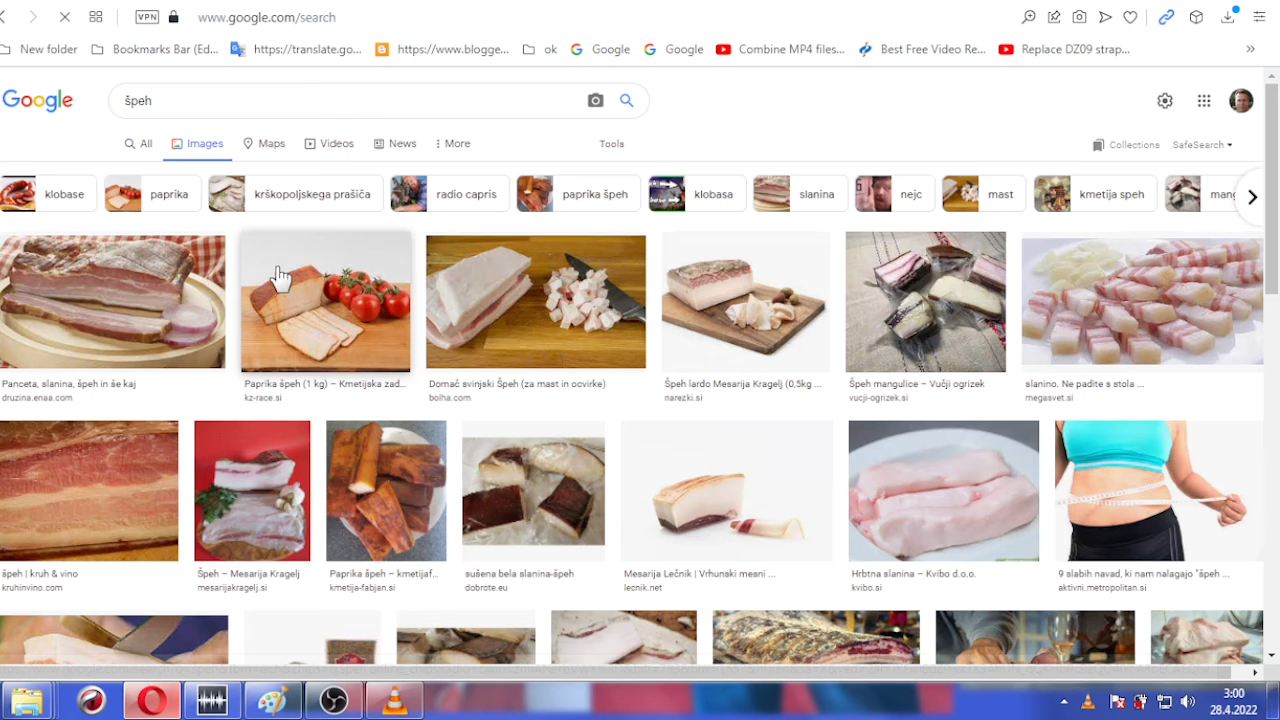 VPN www.google.com/search
New folder Bookmarks Bar (Ed... https://translate.go... https://www.blogge... ok Google Google Combine MP4 files... Best Free Video Re... Replace DZ09 strap... »
Google špeh
All Images Maps Videos News More Tools Collections SafeSearch
klobase paprika krškopoljskega prašiča radio capris paprika špeh klobasa slanina nejc mast kmetija speh mang
Panceta, slanina, špeh in še kaj Paprika špeh (1 kg) – Kmetijska zad... Domač svinjski Špeh (za mast in ocvirke) Špeh lardo Mesarija Kragelj (0,5kg ... Špeh mangulice – Vučji ogrizek slanino. Ne padite s stola ...
druzina.enaa.com kz-race.si bolha.com narezki.si vucji-ogrizek.si megasvet.si
špeh | kruh & vino Špeh – Mesarija Kragelj Paprika špeh – kmetijaf... sušena bela slanina-špeh Mesarija Lečnik | Vrhunski mesni ... Hrbtna slanina – Kvibo d.o.o. 9 slabih navad, ki nam nalagajo "špeh ...
kruhinvino.com mesarijakragelj.si kmetija-fabjan.si dobrote.eu lecnik.net kvibo.si aktivni.metropolitan.si
3:00
28.4.2022